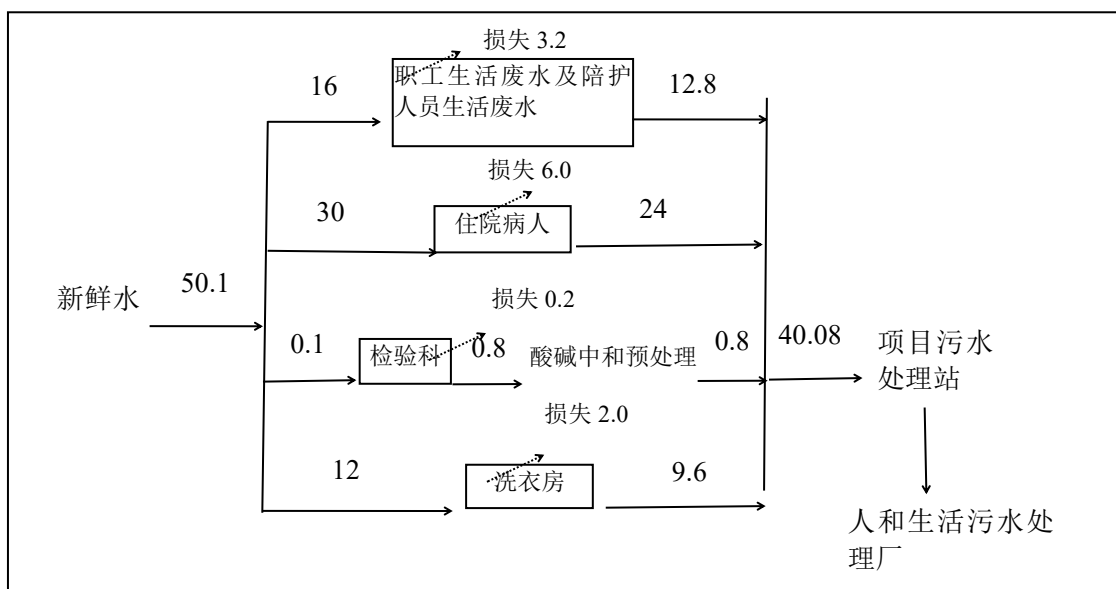 损失 3.2
16
职工生活废水及陪护
人员生活废水
12.8
损失 6.0
30
住院病人
24
新鲜水
50.1
损失 0.2
0.1
检验科
0.8
酸碱中和预处理
0.8
40.08
项目污水
处理站
损失 2.0
12
洗衣房
9.6
人和生活污水处
理厂